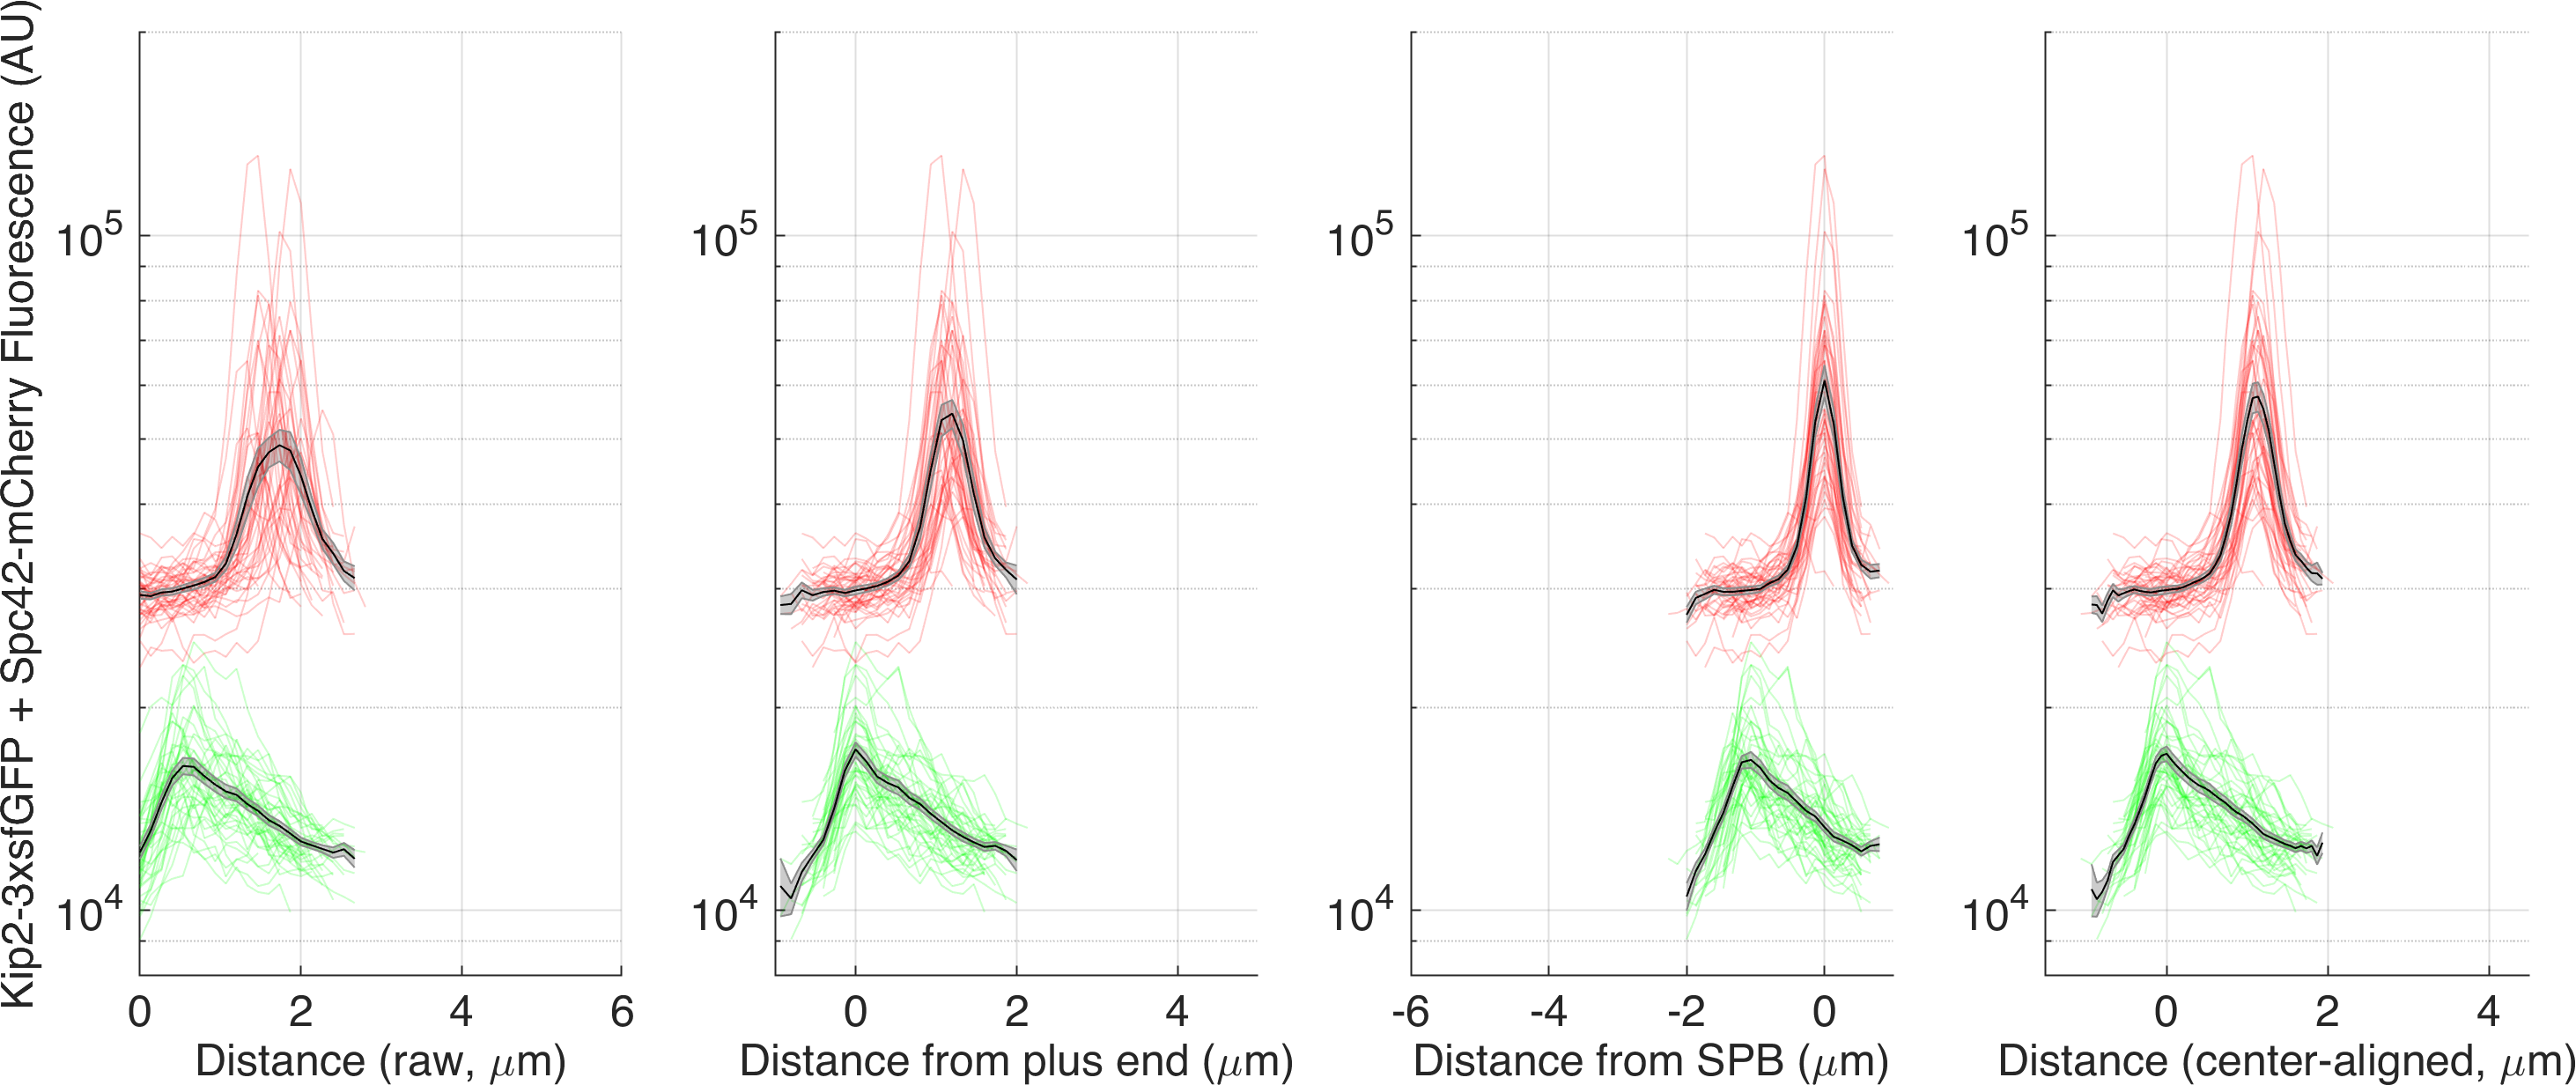 Kip2-3xsfGFP + Spc42-mCherry Fluorescence (AU)
10^5
10^4
0 2 4 6
Distance (raw, μm)
10^5
10^4
0 2 4
Distance from plus end (μm)
10^5
10^4
-6 -4 -2 0
Distance from SPB (μm)
10^5
10^4
0 2 4
Distance (center-aligned, μm)